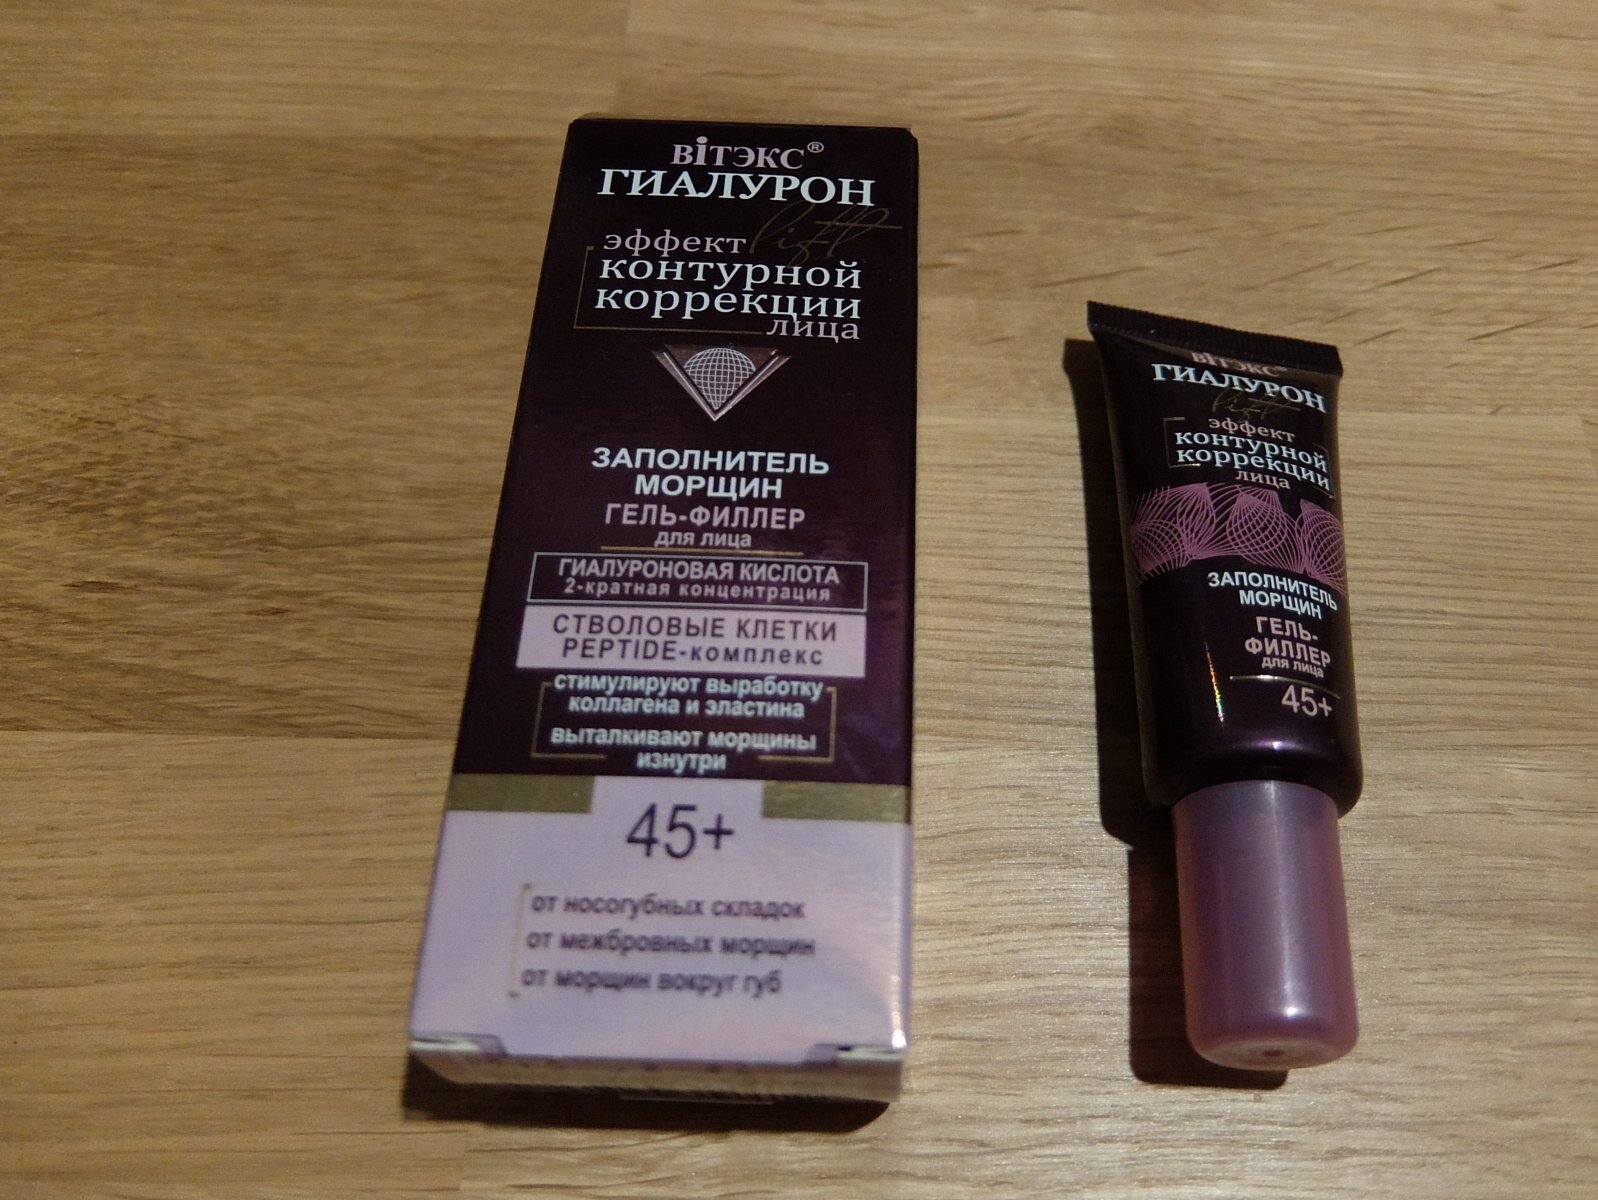 ВіТЭКС®
ГИАЛУРОН
lift
эффект
контурной
коррекции
лица
ЗАПОЛНИТЕЛЬ
МОРЩИН
ГЕЛЬ-ФИЛЛЕР
для лица
ГИАЛУРОНОВАЯ КИСЛОТА
2-кратная концентрация
СТВОЛОВЫЕ КЛЕТКИ
PEPTIDE-комплекс
стимулируют выработку
коллагена и эластина
выталкивают морщины
изнутри
45+
от носогубных складок
от межбровных морщин
от морщин вокруг губ
ВіТЭКС®
ГИАЛУРОН
lift
эффект
контурной
коррекции
лица
ЗАПОЛНИТЕЛЬ
МОРЩИН
ГЕЛЬ-
ФИЛЛЕР
для лица
45+